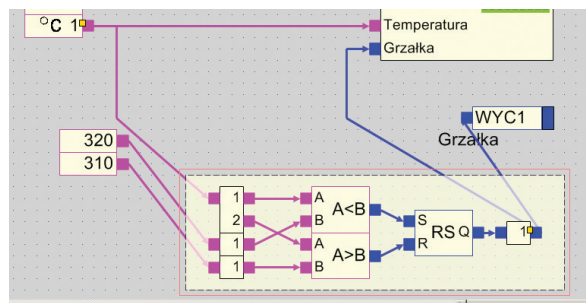 °C 1
Temperatura
Grzałka
WYC1
Grzałka
320
310
1
2
1
1
A
B
A<B
A
B
A>B
S
R
RS Q
1